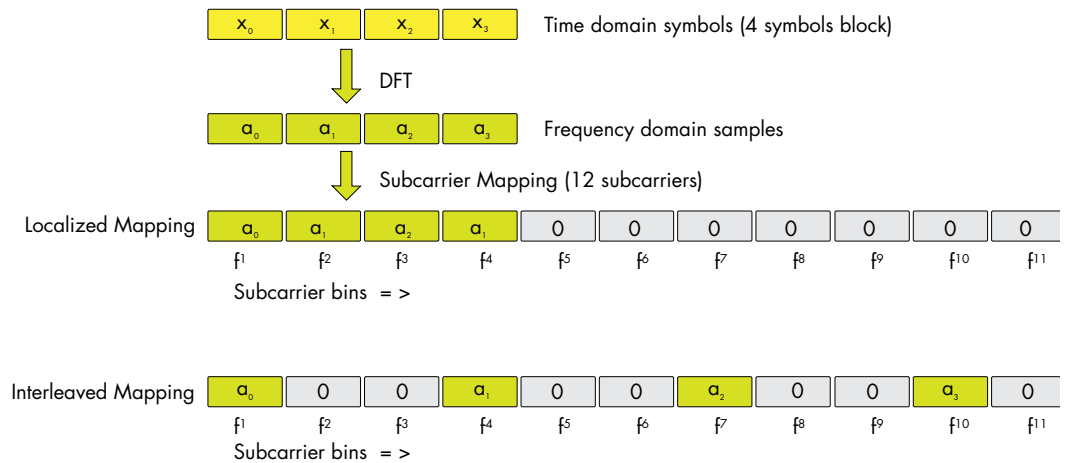 x₀ x₁ x₂ x₃ Time domain symbols (4 symbols block)
DFT
a₀ a₁ a₂ a₃ Frequency domain samples
Subcarrier Mapping (12 subcarriers)
Localized Mapping a₀ a₁ a₂ a₁ 0 0 0 0 0 0 0
f¹ f² f³ f⁴ f⁵ f⁶ f⁷ f⁸ f⁹ f¹⁰ f¹¹
Subcarrier bins = >
Interleaved Mapping a₀ 0 0 a₁ 0 0 a₂ 0 0 a₃ 0
f¹ f² f³ f⁴ f⁵ f⁶ f⁷ f⁸ f⁹ f¹⁰ f¹¹
Subcarrier bins = >